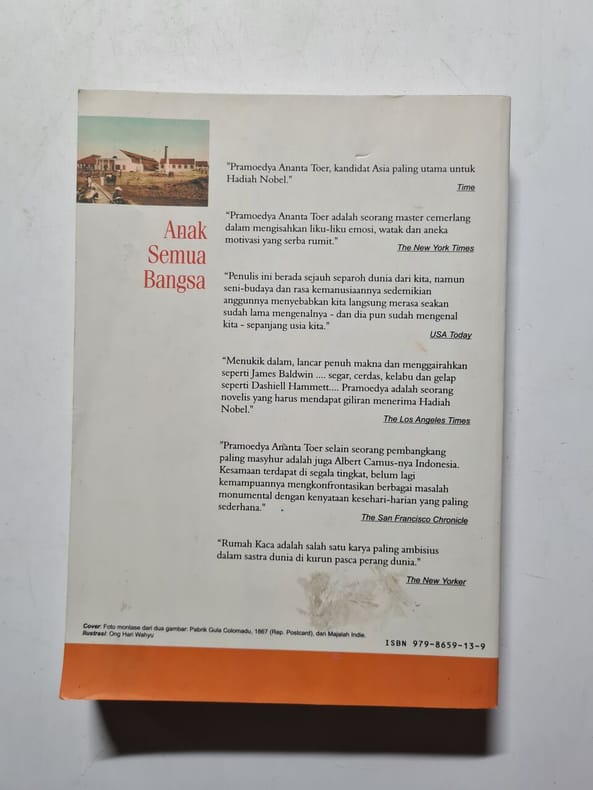 Anak
Semua
Bangsa
"Pramoedya Ananta Toer, kandidat Asia paling utama untuk
Hadiah Nobel."
Time
"Pramoedya Ananta Toer adalah seorang master cemerlang
dalam mengisahkan liku-liku emosi, watak dan aneka
motivasi yang serba rumit."
The New York Times
"Penulis ini berada sejauh separoh dunia dari kita, namun
seni-budaya dan rasa kemanusiaannya sedemikian
anggunnya menyebabkan kita langsung merasa seakan
sudah lama mengenalnya - dan dia pun sudah mengenal
kita - sepanjang usia kita."
USA Today
"Menukik dalam, lancar penuh makna dan menggairahkan
seperti James Baldwin .... segar, cerdas, kelabu dan gelap
seperti Dashiell Hammett.... Pramoedya adalah seorang
novelis yang harus mendapat giliran menerima Hadiah
Nobel."
The Los Angeles Times
"Pramoedya Ananta Toer selain seorang pembangkang
paling masyhur adalah juga Albert Camus-nya Indonesia.
Kesamaan terdapat di segala tingkat, belum lagi
kemampuannya mengkonfrontasikan berbagai masalah
monumental dengan kenyataan kesehari-harian yang paling
sederhana."
The San Francisco Chronicle
"Rumah Kaca adalah salah satu karya paling ambisius
dalam sastra dunia di kurun pasca perang dunia."
The New Yorker
Cover: Foto montase dari dua gambar: Pabrik Gula Colomadu, 1867 (Rep. Postcard), dan Majalah Indie.
Ilustrasi: Ong Hari Wahyu
ISBN 979-8659-13-9